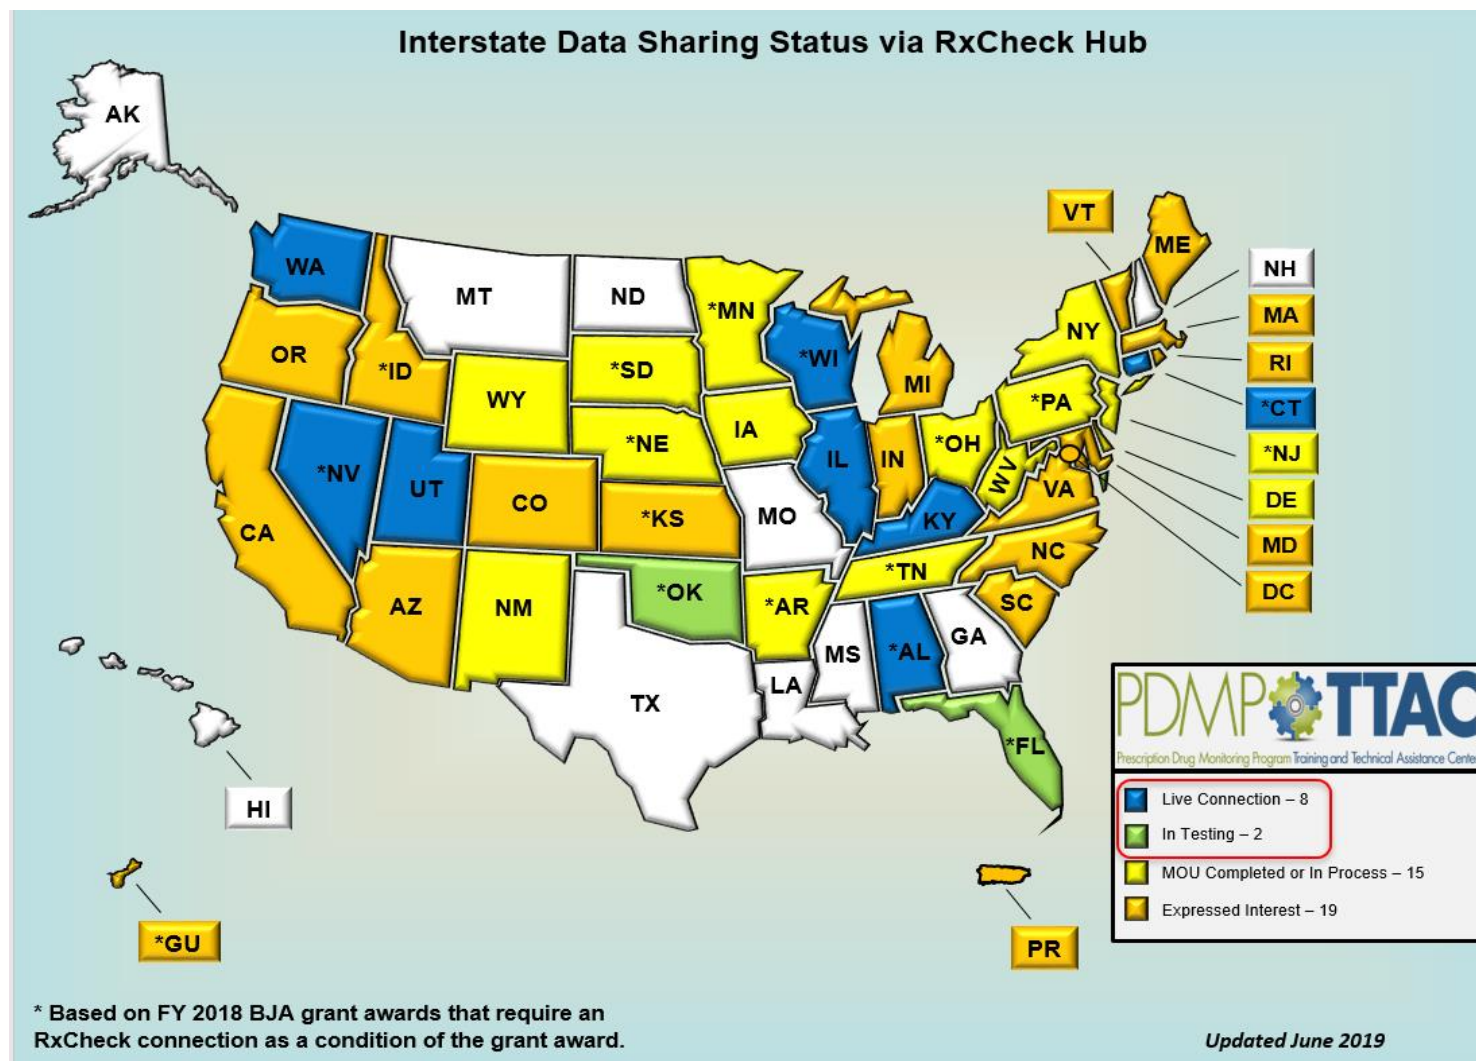 Interstate Data Sharing Status via RxCheck Hub
AK
VT
ME
WA
MT
ND
*MN
NH
MA
OR
*ID
*SD
*WI
MI
NY
RI
WY
*PA
*CT
IA
*NE
*OH
*NJ
*NV
UT
CO
IL
IN
WV
VA
DE
CA
*KS
MO
KY
MD
NC
DC
AZ
NM
*OK
*AR
*TN
SC
MS
*AL
GA
TX
LA
*FL
HI
*GU
PR
PDMP TTAC
Prescription Drug Monitoring Program Training and Technical Assistance Center
Live Connection – 8
In Testing – 2
MOU Completed or In Process – 15
Expressed Interest – 19
* Based on FY 2018 BJA grant awards that require an
RxCheck connection as a condition of the grant award.
Updated June 2019